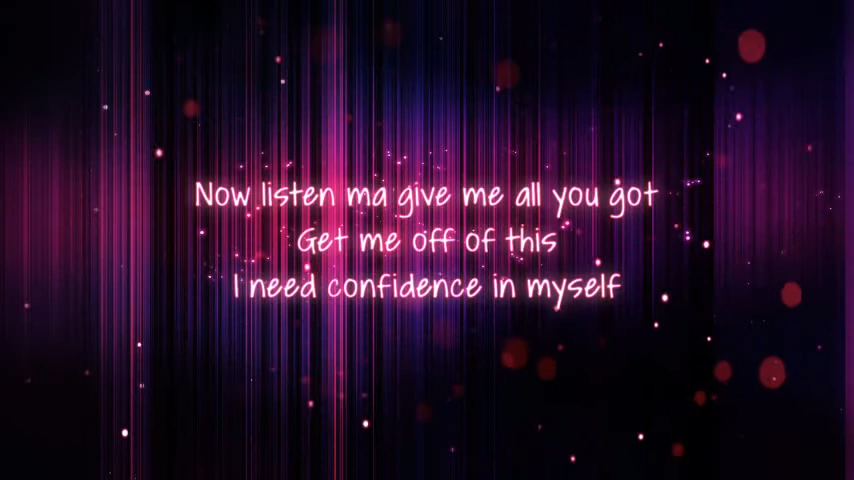 Now listen ma give me all you got
Get me off of this
I need confidence in myself